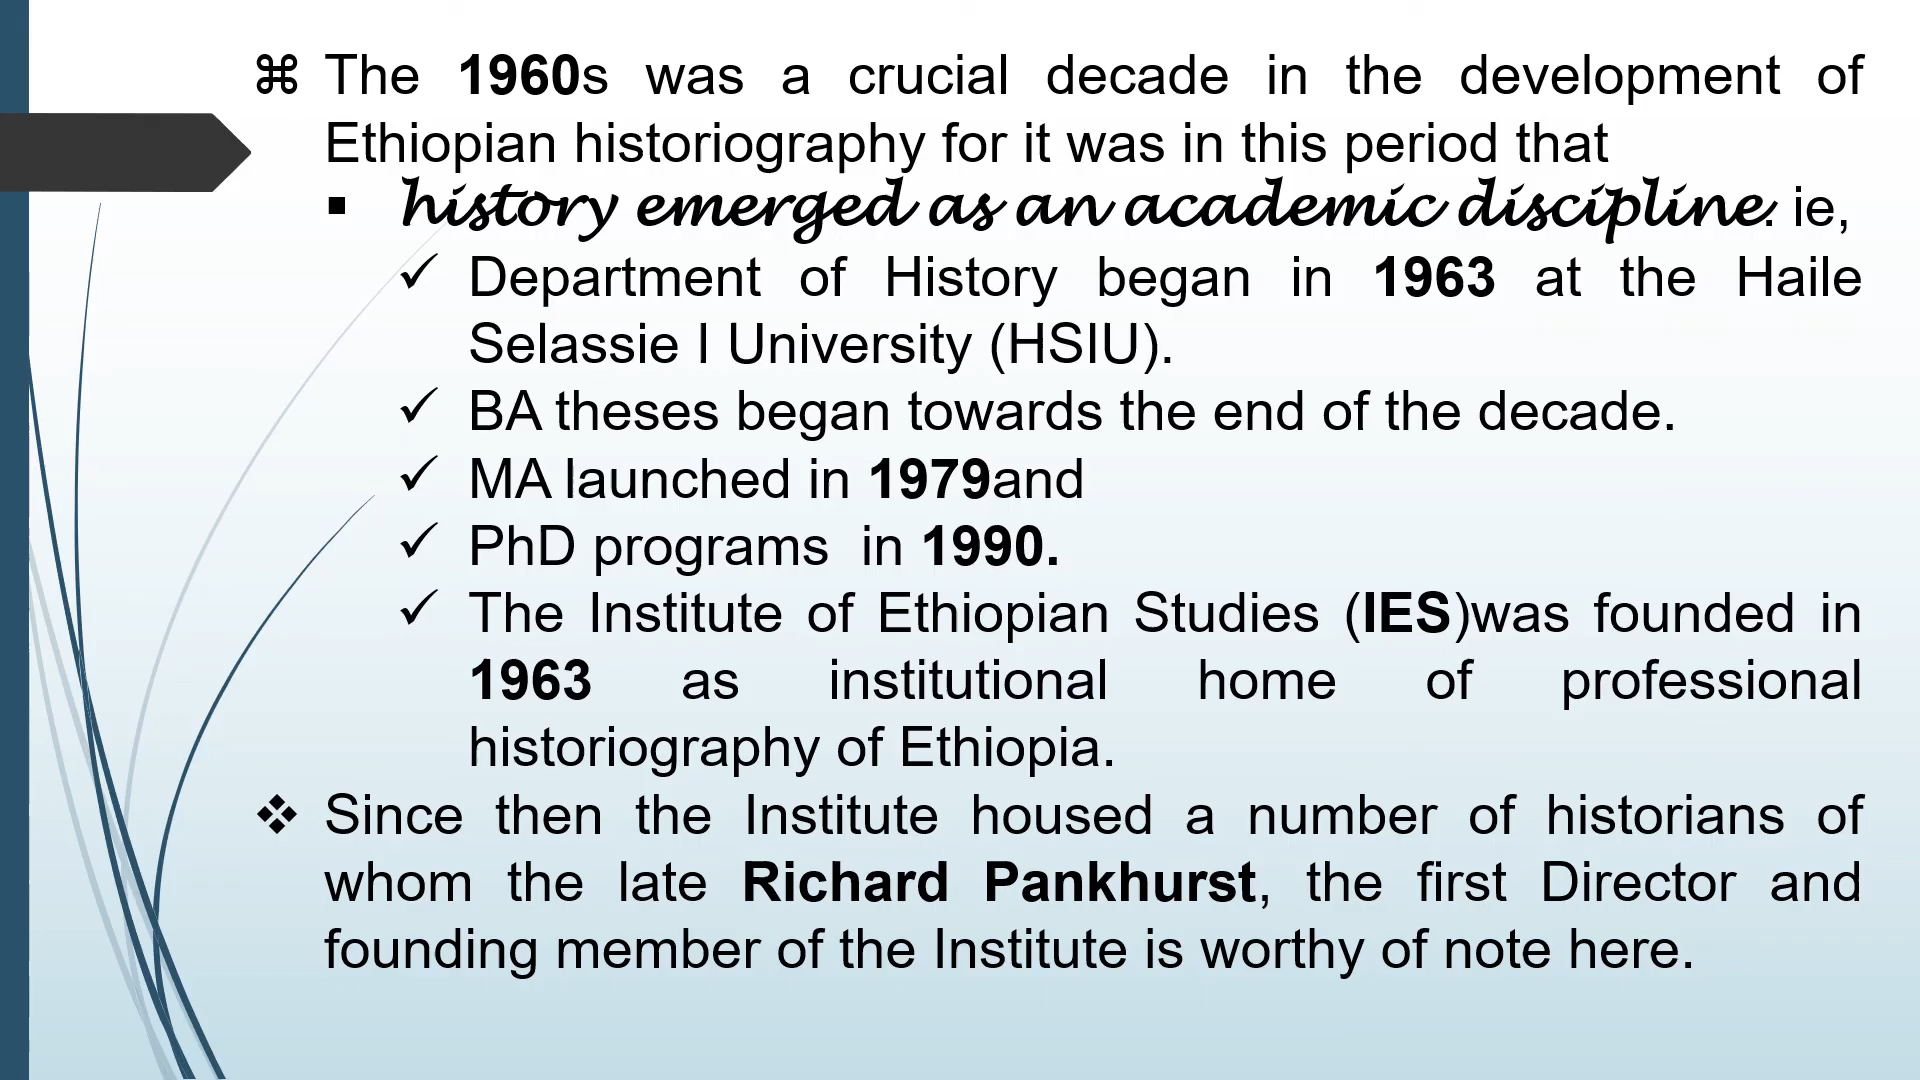 ⌘ The 1960s was a crucial decade in the development of
Ethiopian historiography for it was in this period that
▪ history emerged as an academic discipline. ie,
✓ Department of History began in 1963 at the Haile
Selassie I University (HSIU).
✓ BA theses began towards the end of the decade.
✓ MA launched in 1979and
✓ PhD programs  in 1990.
✓ The Institute of Ethiopian Studies (IES)was founded in
1963 as institutional home of professional
historiography of Ethiopia.
❖ Since then the Institute housed a number of historians of
whom the late Richard Pankhurst, the first Director and
founding member of the Institute is worthy of note here.